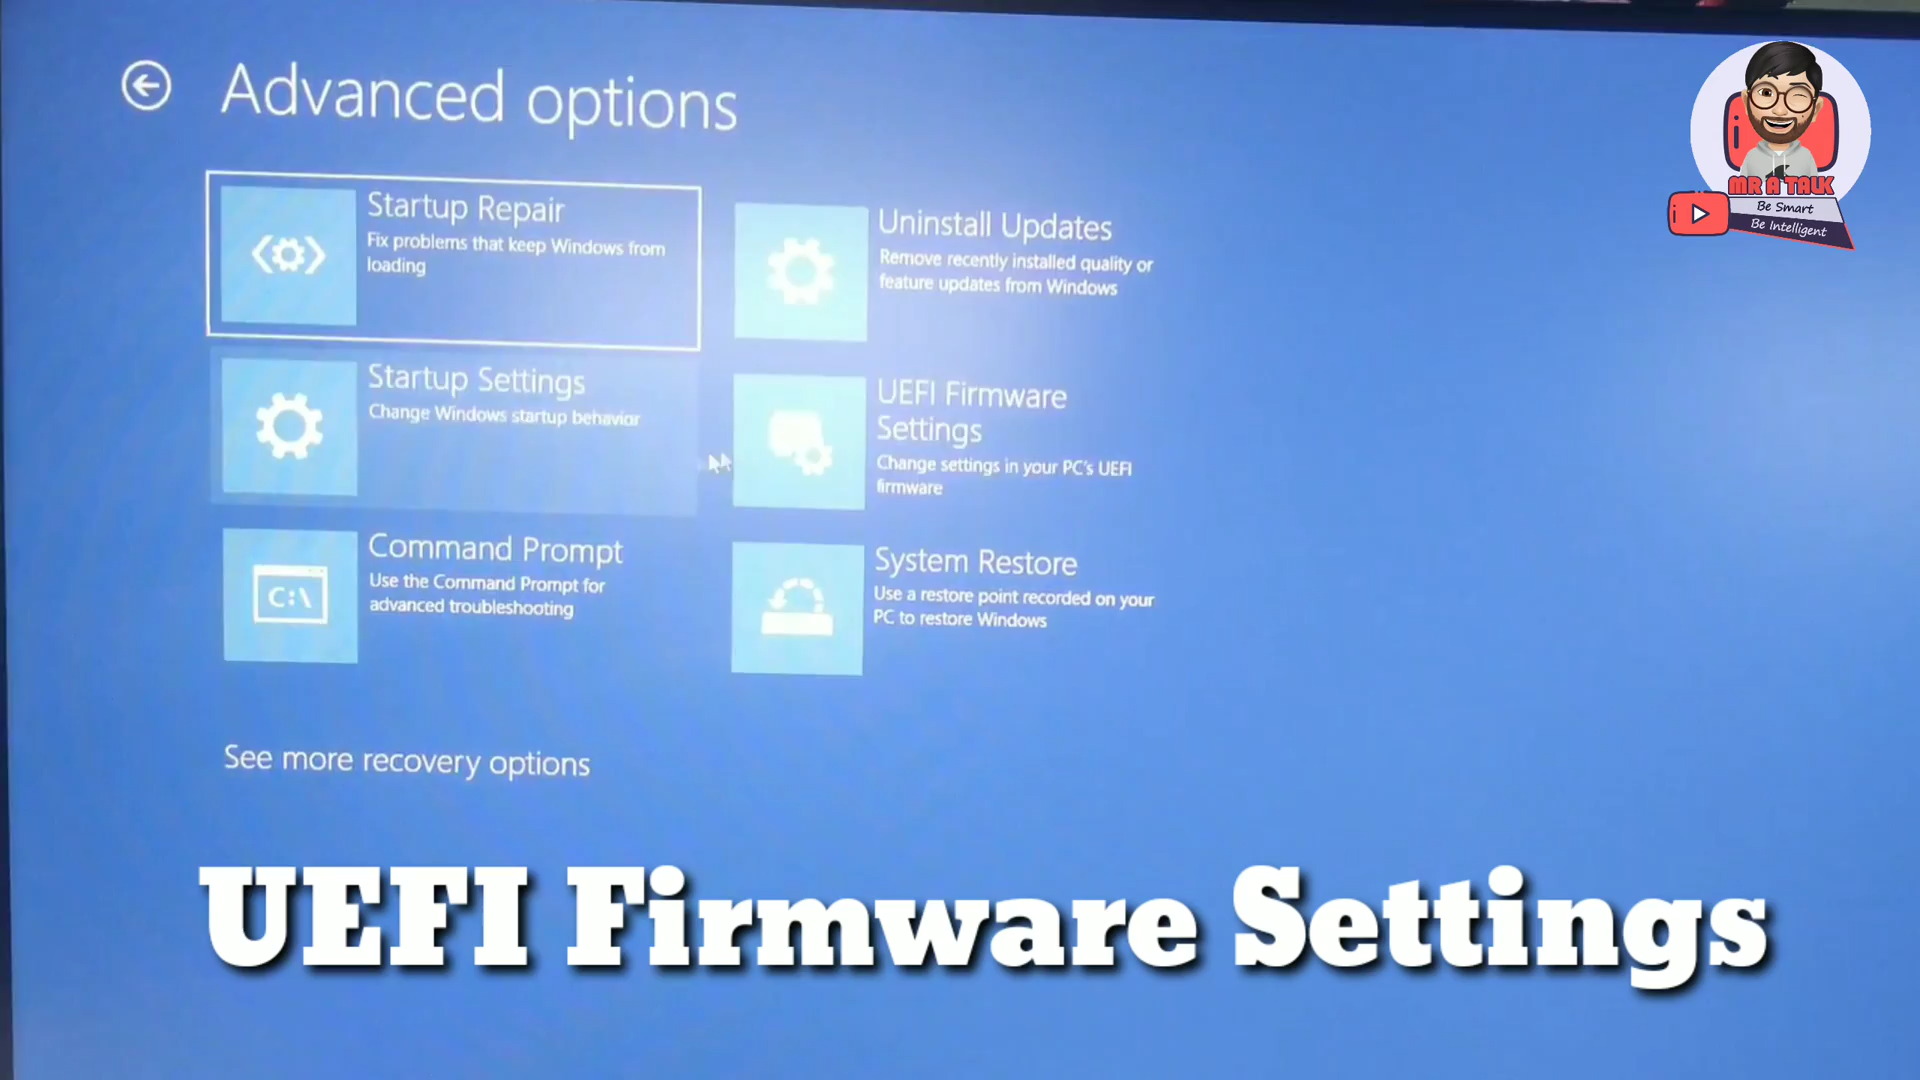 Advanced options
Startup Repair
Fix problems that keep Windows from
loading
Uninstall Updates
Remove recently installed quality or
feature updates from Windows
Startup Settings
Change Windows startup behavior
UEFI Firmware
Settings
Change settings in your PC's UEFI
firmware
C:\
Command Prompt
Use the Command Prompt for
advanced troubleshooting
System Restore
Use a restore point recorded on your
PC to restore Windows
See more recovery options
UEFI Firmware Settings
MR A TALK
Be Smart
Be Intelligent